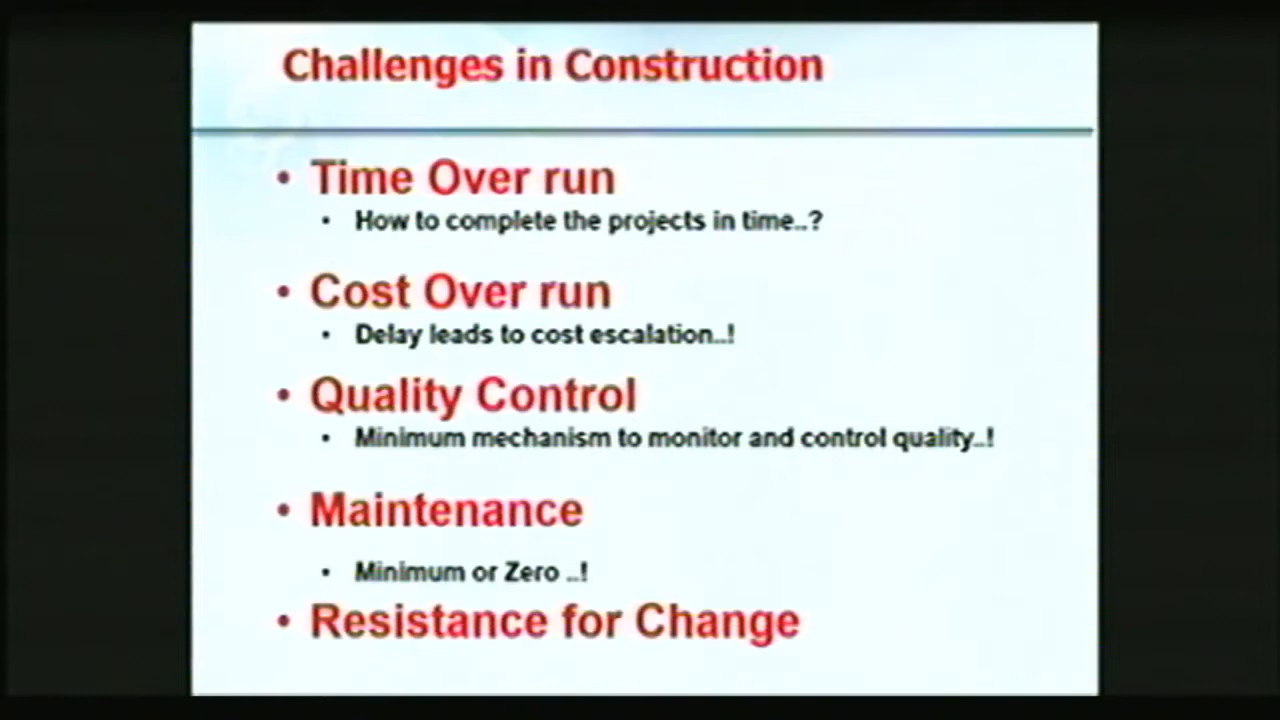 Challenges in Construction
• Time Over run
• How to complete the projects in time..?
• Cost Over run
• Delay leads to cost escalation..!
• Quality Control
• Minimum mechanism to monitor and control quality..!
• Maintenance
• Minimum or Zero ..!
• Resistance for Change